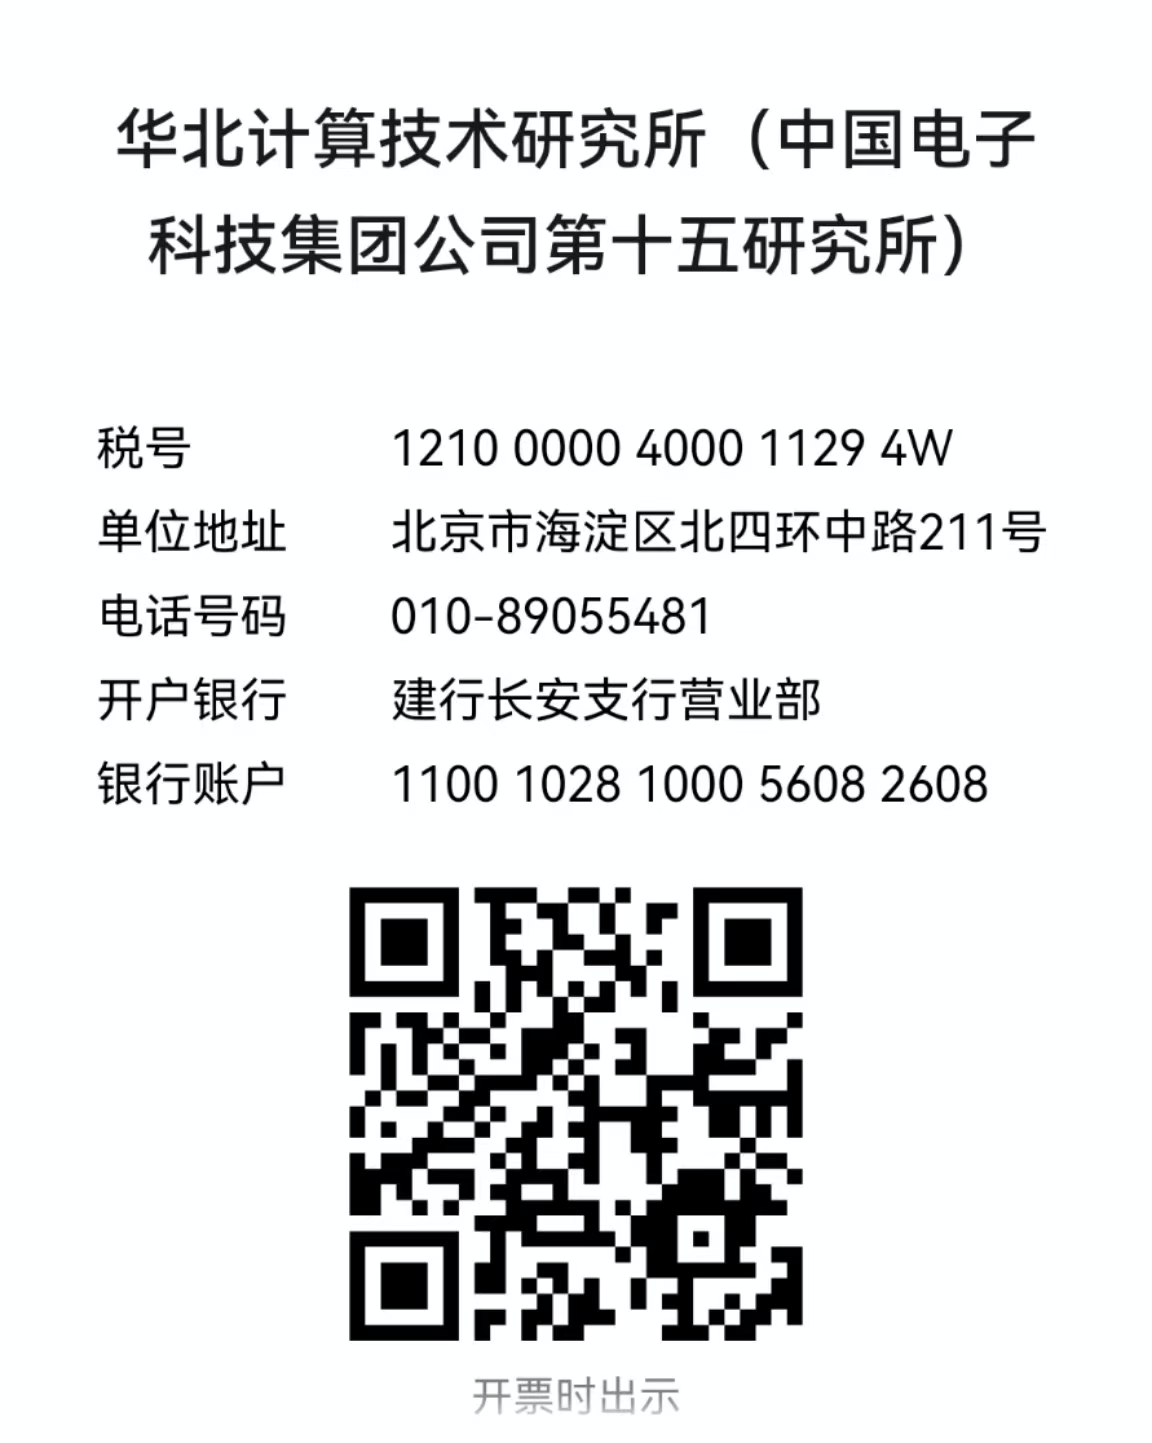 华北计算技术研究所（中国电子
科技集团公司第十五研究所）
税号 1210 0000 4000 1129 4W
单位地址 北京市海淀区北四环中路211号
电话号码 010-89055481
开户银行 建行长安支行营业部
银行账户 1100 1028 1000 5608 2608
开票时出示